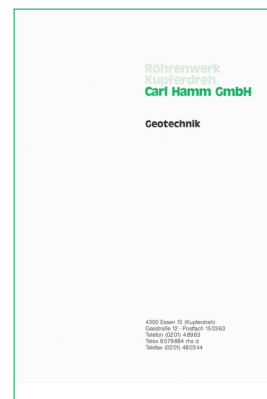 Röhrenwerk
Kupferdreh
Carl Hamm GmbH
Geotechnik
4300 Essen 15 (Kupferdreh)
Gasstraße 12 · Postfach 150363
Telefon (0201) 48963
Telex 8579884 rhs d
Telefax (0201) 480344